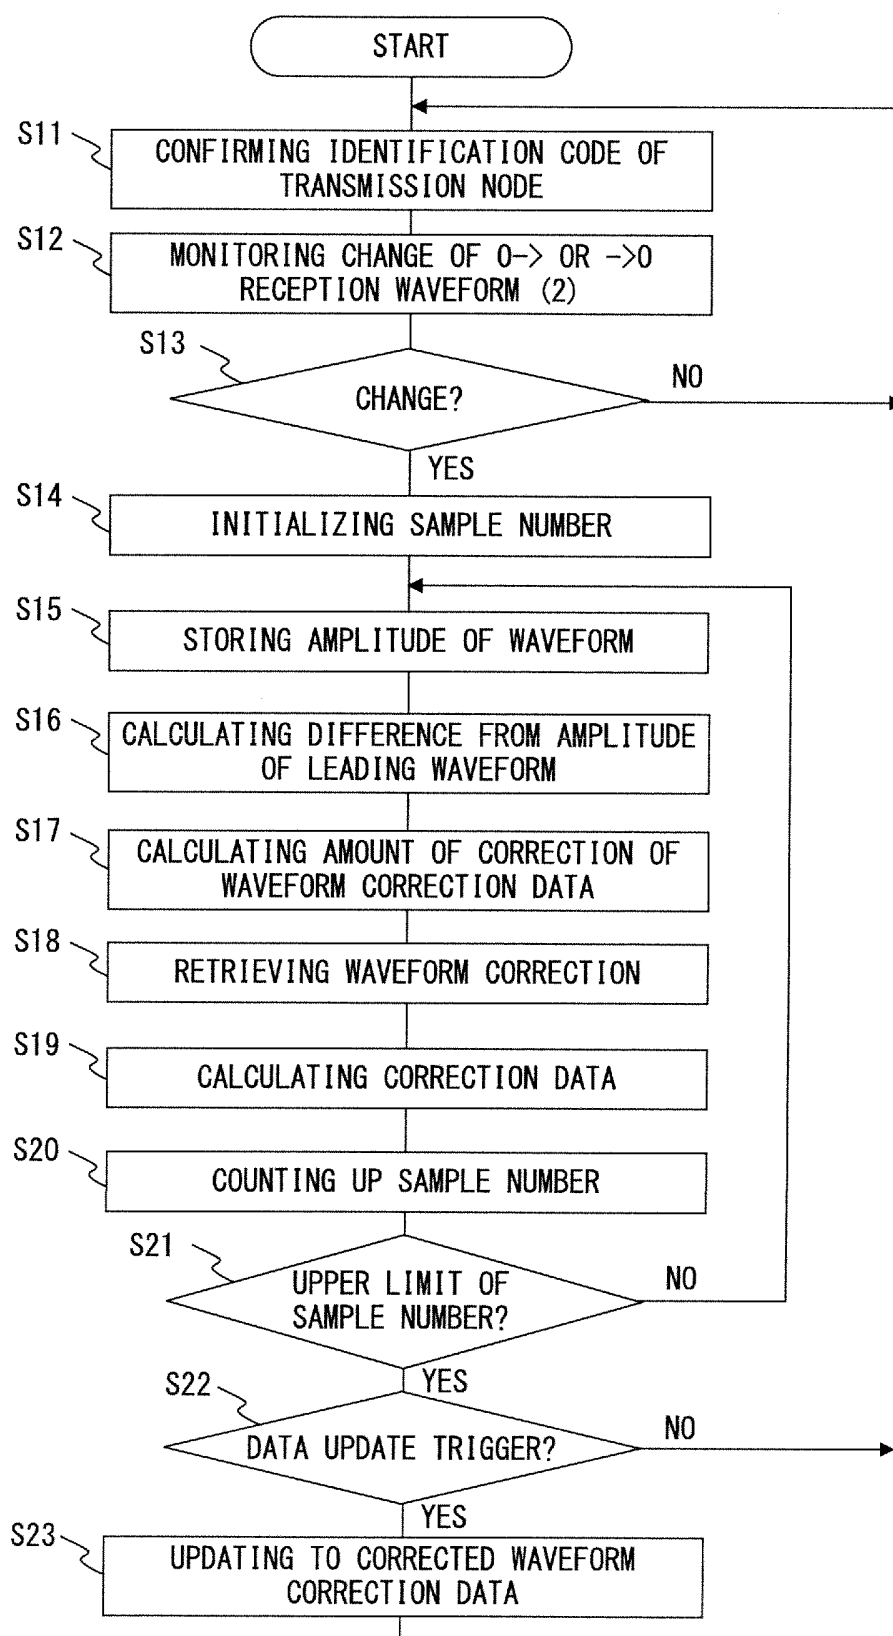 START
S11
CONFIRMING IDENTIFICATION CODE OF
TRANSMISSION NODE
S12
MONITORING CHANGE OF 0-> OR ->0
RECEPTION WAVEFORM (2)
S13
CHANGE?
NO
YES
S14
INITIALIZING SAMPLE NUMBER
S15
STORING AMPLITUDE OF WAVEFORM
S16
CALCULATING DIFFERENCE FROM AMPLITUDE
OF LEADING WAVEFORM
S17
CALCULATING AMOUNT OF CORRECTION OF
WAVEFORM CORRECTION DATA
S18
RETRIEVING WAVEFORM CORRECTION
S19
CALCULATING CORRECTION DATA
S20
COUNTING UP SAMPLE NUMBER
S21
UPPER LIMIT OF
SAMPLE NUMBER?
NO
YES
S22
DATA UPDATE TRIGGER?
NO
YES
S23
UPDATING TO CORRECTED WAVEFORM
CORRECTION DATA